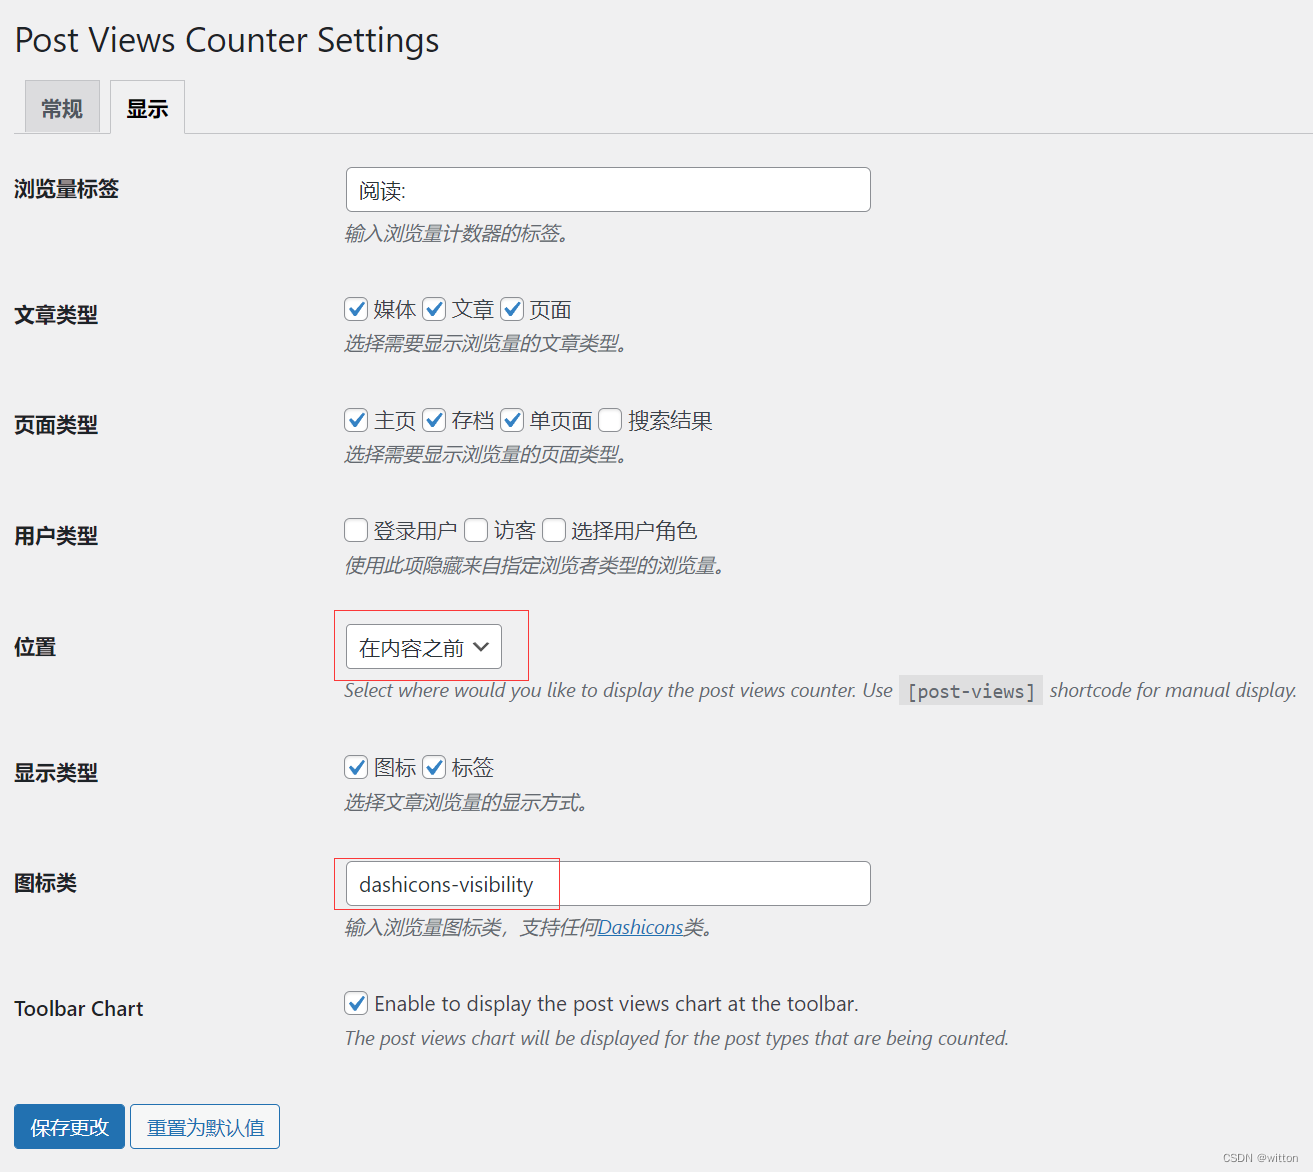 Post Views Counter Settings
常规 显示
浏览量标签 阅读:
输入浏览量计数器的标签。
文章类型 媒体 文章 页面
选择需要显示浏览量的文章类型。
页面类型 主页 存档 单页面 搜索结果
选择需要显示浏览量的页面类型。
用户类型 登录用户 访客 选择用户角色
使用此项隐藏来自指定浏览者类型的浏览量。
位置 在内容之前
Select where would you like to display the post views counter. Use [post-views] shortcode for manual display.
显示类型 图标 标签
选择文章浏览量的显示方式。
图标类 dashicons-visibility
输入浏览量图标类，支持任何Dashicons类。
Toolbar Chart Enable to display the post views chart at the toolbar.
The post views chart will be displayed for the post types that are being counted.
保存更改 重置为默认值
CSDN @witton